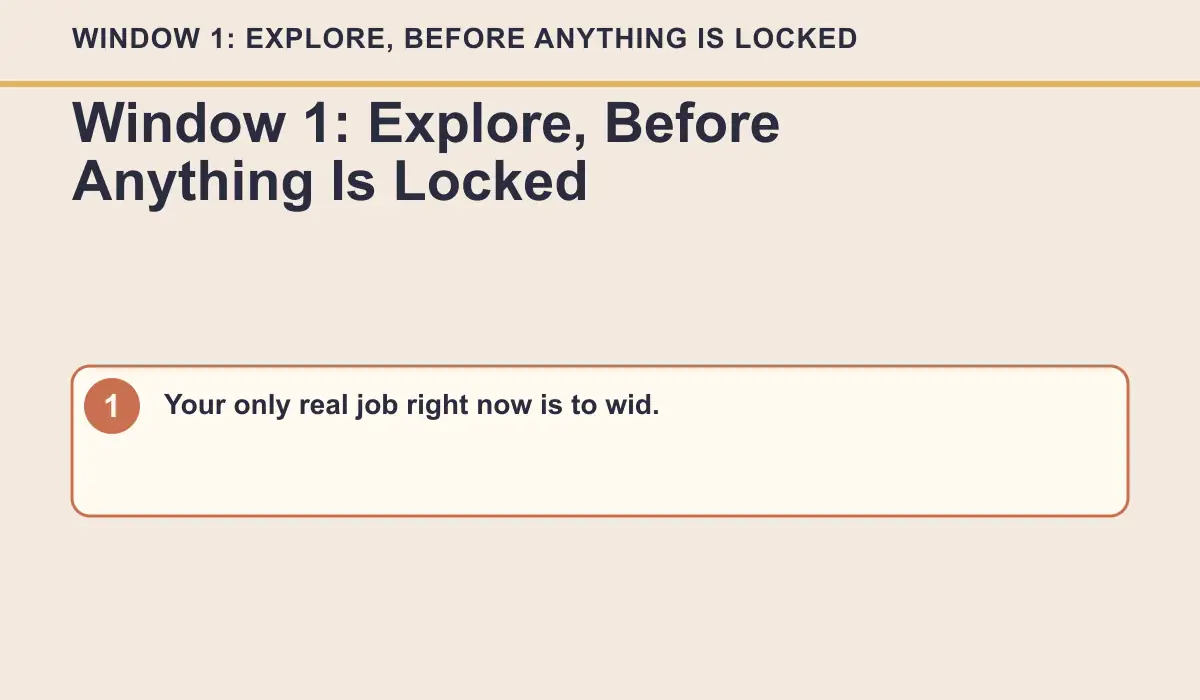 WINDOW 1: EXPLORE, BEFORE ANYTHING IS LOCKED
Window 1: Explore, Before
Anything Is Locked
1
Your only real job right now is to wid.